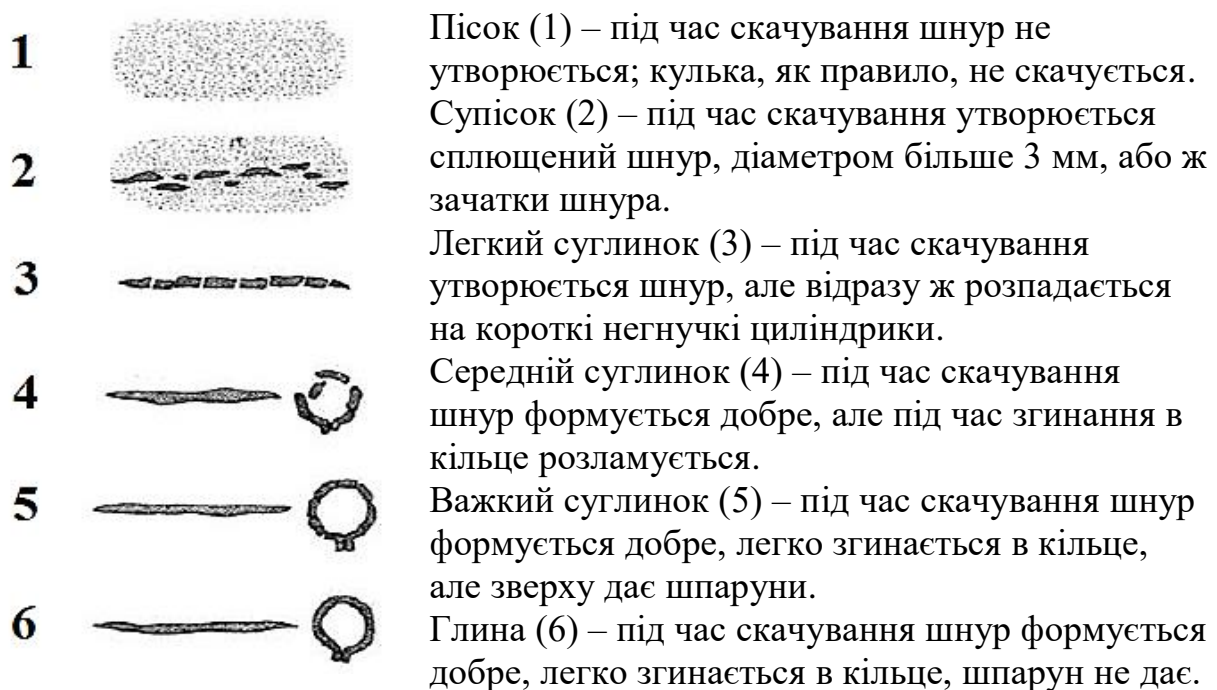 1
Пісок (1) – під час скачування шнур не
утворюється; кулька, як правило, не скачується.
2
Супісок (2) – під час скачування утворюється
сплющений шнур, діаметром більше 3 мм, або ж
зачатки шнура.
3
Легкий суглинок (3) – під час скачування
утворюється шнур, але відразу ж розпадається
на короткі негнучкі циліндрики.
4
Середній суглинок (4) – під час скачування
шнур формується добре, але під час згинання в
кільце розламується.
5
Важкий суглинок (5) – під час скачування шнур
формується добре, легко згинається в кільце,
але зверху дає шпаруни.
6
Глина (6) – під час скачування шнур формується
добре, легко згинається в кільце, шпарун не дає.